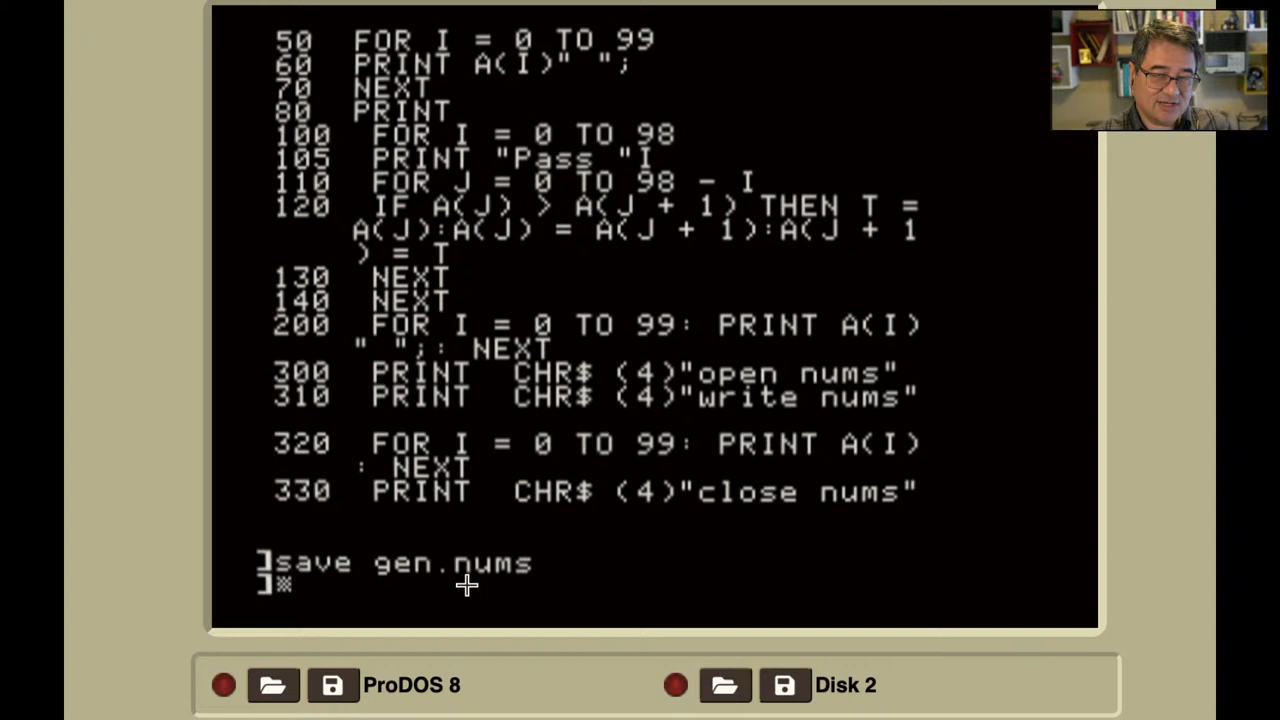 50  FOR I = 0 TO 99
60  PRINT A(I)" ";
70  NEXT
80  PRINT
100  FOR I = 0 TO 98
105  PRINT "Pass "I
110  FOR J = 0 TO 98 - I
120  IF A(J) > A(J + 1) THEN T =
A(J):A(J) = A(J + 1):A(J + 1
) = T
130  NEXT
140  NEXT
200  FOR I = 0 TO 99: PRINT A(I)
" ";: NEXT
300  PRINT  CHR$ (4)"open nums"
310  PRINT  CHR$ (4)"write nums"
320  FOR I = 0 TO 99: PRINT A(I)
: NEXT
330  PRINT  CHR$ (4)"close nums"
]save gen.nums
]
ProDOS 8
Disk 2